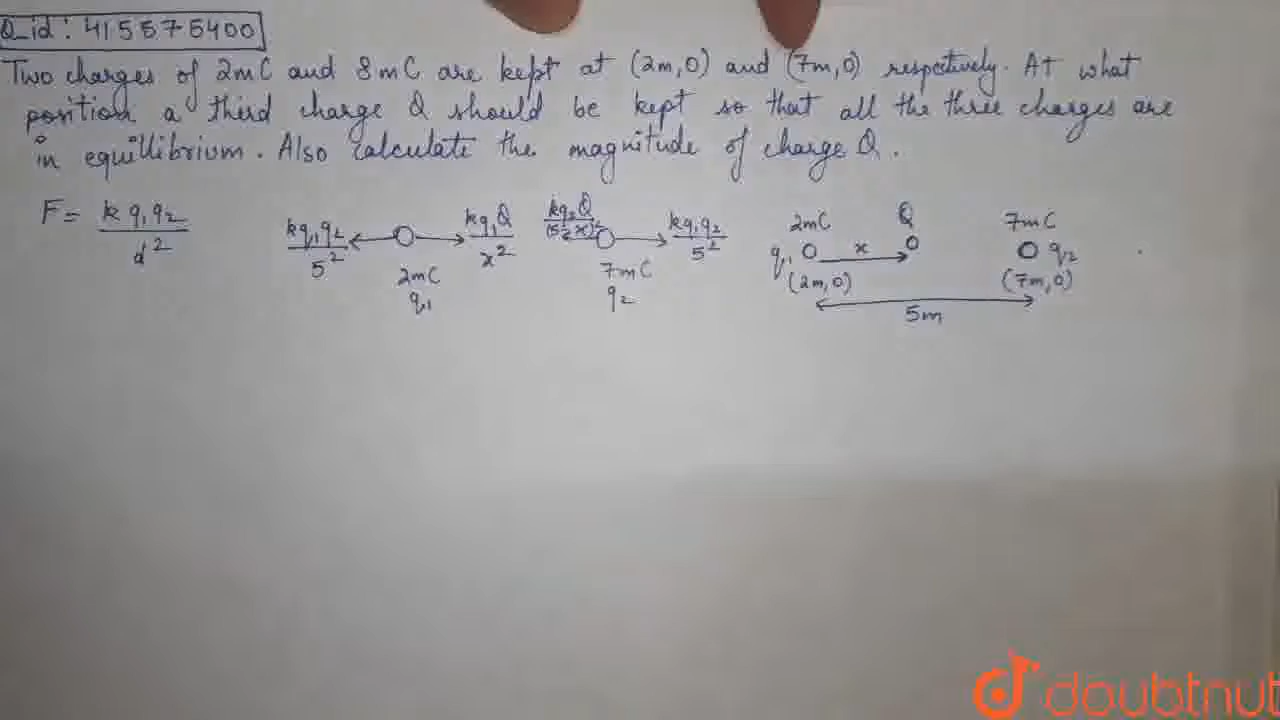 Q_id : 415575400
Two charges of 2mC and 8mC are kept at (2m,0) and (7m,0) respectively. At what
position a third charge Q should be kept so that all the three charges are
in equillibrium. Also calculate the magnitude of charge Q.
F = k q₁ q₂ / d²
kq₁q₂ / 5²
kq₁Q / x²
2mC
q₁
kq₂Q / (5-x)²
kq₁q₂ / 5²
7mC
q₂
2mC Q 7mC
q₁ x q₂
(2m,0) (7m,0)
5m
doubtnut